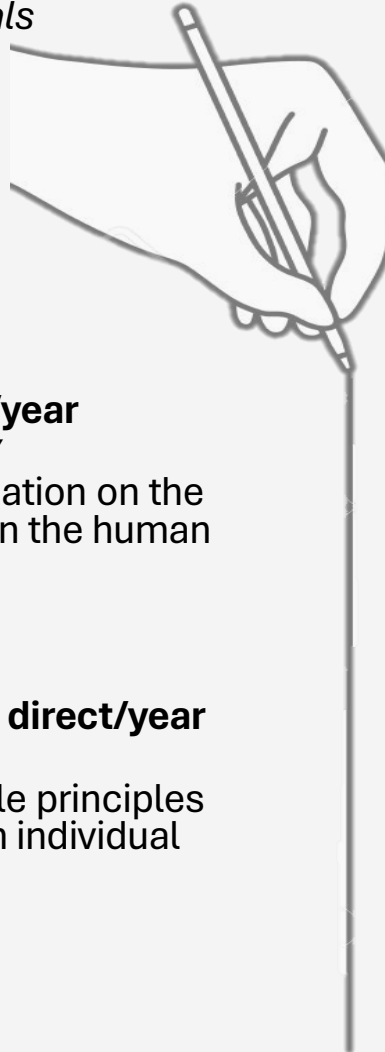 als
/year
ation on the
n the human
direct/year
le principles
n individual